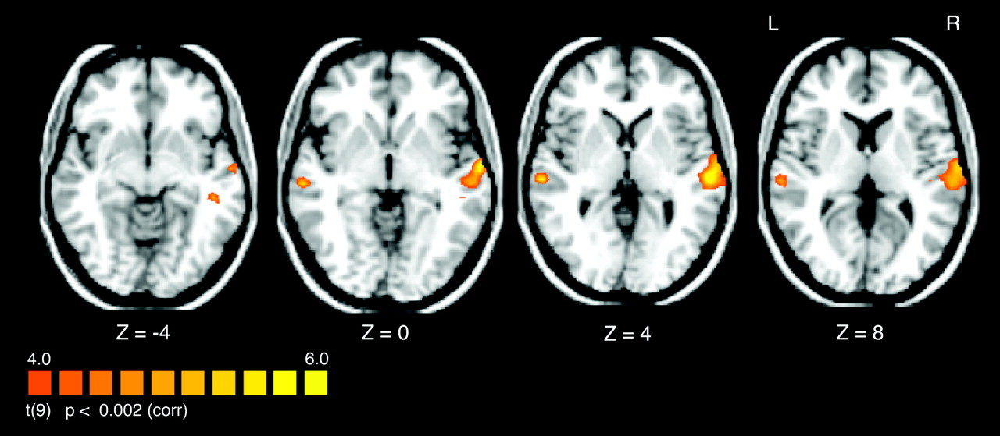 L R
Z = -4 Z = 0 Z = 4 Z = 8
4.0 6.0
t(9) p < 0.002 (corr)